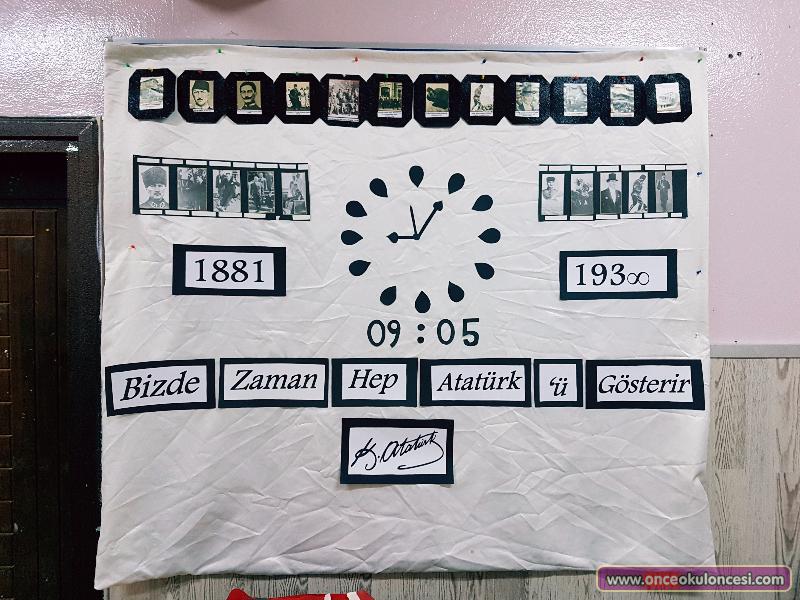 1881
193∞
09 : 05
Bizde Zaman Hep Atatürk 'ü Gösterir
K. Atatürk
www.onceokuloncesi.com